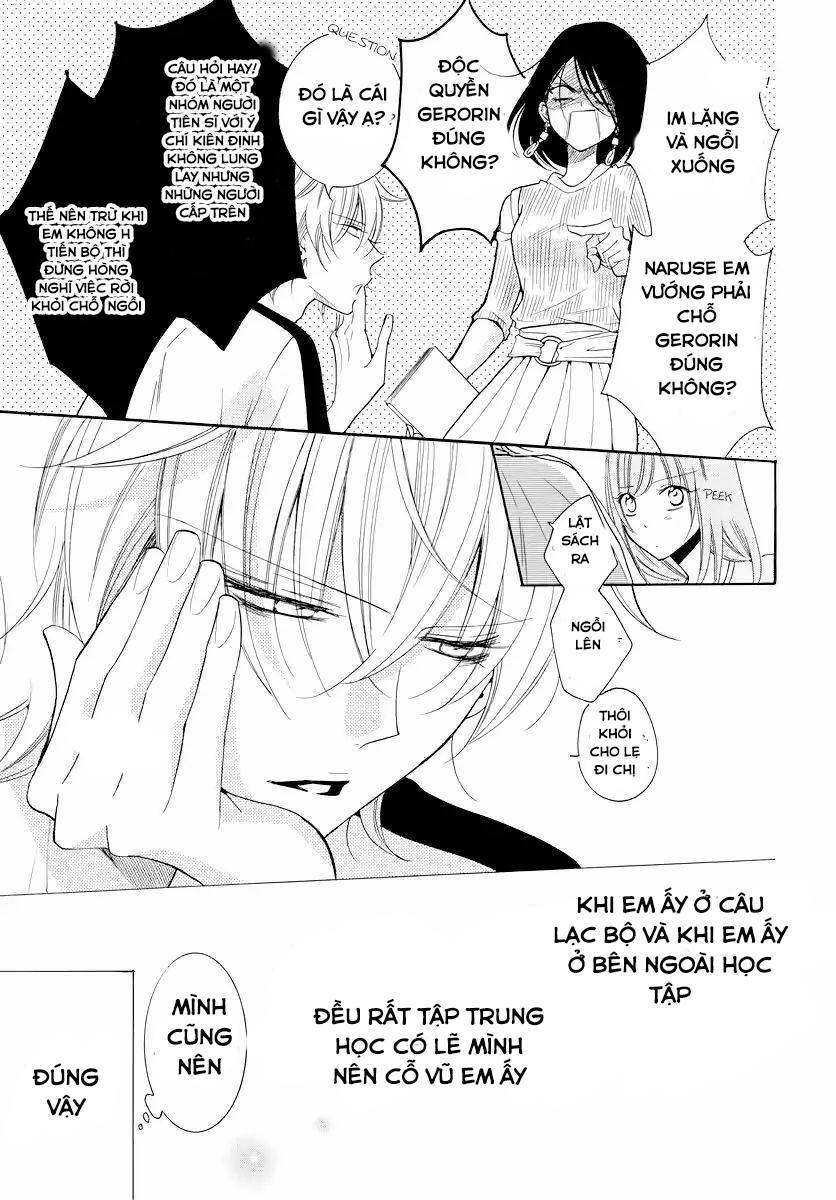 IM LẶNG
VÀ NGỒI
XUỐNG
NARUSE EM
VƯỚNG PHẢI
CHỖ
GERORIN
ĐÚNG
KHÔNG?
ĐỘC
QUYỀN
GERORIN
ĐÚNG
KHÔNG?
QUESTION
ĐÓ LÀ CÁI
GÌ VẬY Ạ?
CÂU HỎI HAY!
ĐÓ LÀ MỘT
NHÓM NGƯỜI
TIÊN SĨ VỚI Ý
CHÍ KIÊN ĐỊNH
KHÔNG LUNG
LAY NHƯNG
NHỮNG NGƯỜI
CẤP TRÊN
THẾ NÊN TRỪ KHI
EM KHÔNG H
TIẾN BỘ THÌ
ĐỪNG HÒNG
NGHĨ VIỆC RỜI
KHỎI CHỖ NGỒI
PEEK
LẬT
SÁCH
RA
NGỒI
LÊN
THÔI
KHỎI
CHO LẸ
ĐI CHỊ
KHI EM ẤY Ở CÂU
LẠC BỘ VÀ KHI EM ẤY
Ở BÊN NGOÀI HỌC
TẬP
ĐỀU RẤT TẬP TRUNG
HỌC CÓ LẼ MÌNH
NÊN CỖ VŨ EM ẤY
MÌNH
CŨNG
NÊN
ĐÚNG
VẬY